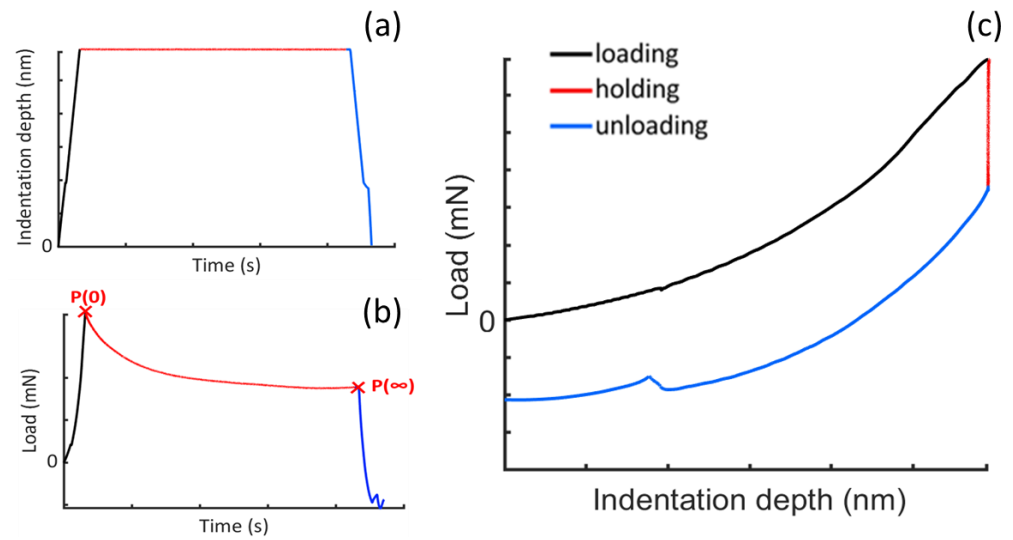 (a)
Indentation depth (nm)
0
Time (s)
(b)
P(0)
P(∞)
Load (mN)
0
Time (s)
(c)
loading
holding
unloading
Load (mN)
0
Indentation depth (nm)